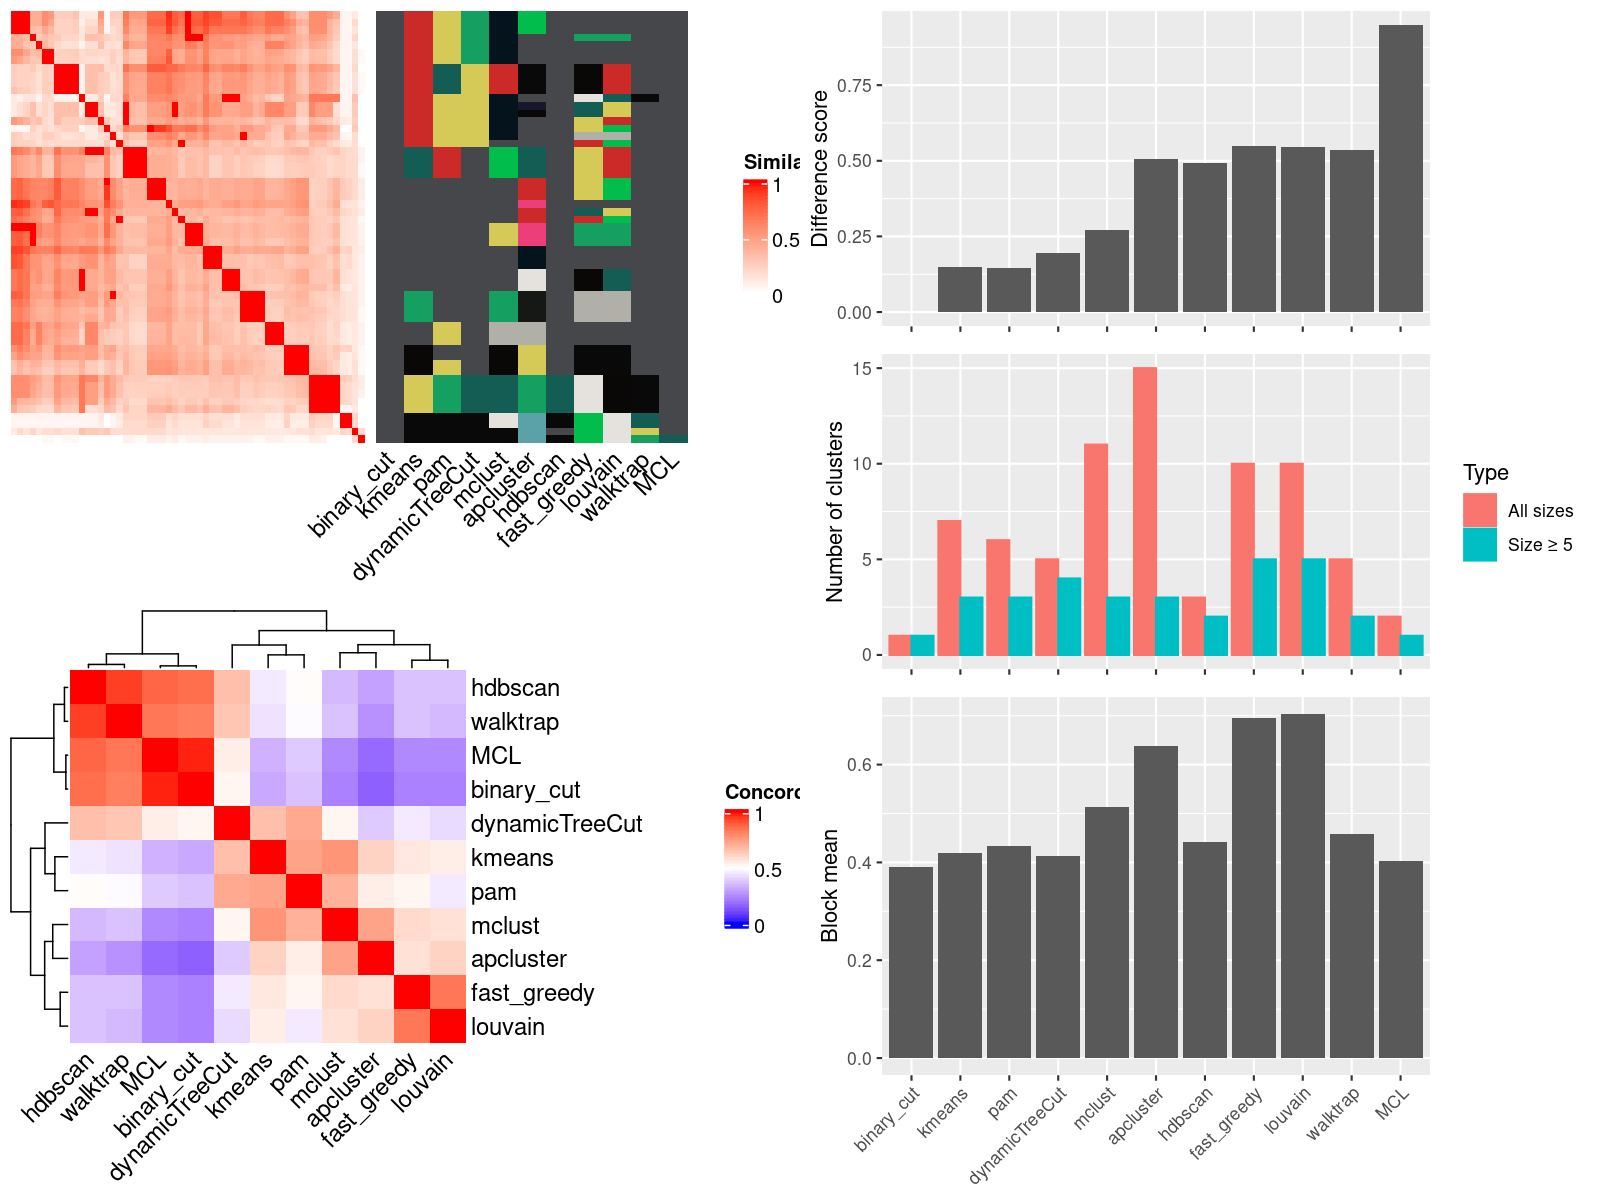 Simila
1
0.5
0
binary_cut
kmeans
pam
dynamicTreeCut
mclust
apcluster
hdbscan
fast_greedy
louvain
walktrap
MCL
Difference score
0.75
0.50
0.25
0.00
Number of clusters
15
10
5
0
Type
All sizes
Size ≥ 5
hdbscan
walktrap
MCL
binary_cut
dynamicTreeCut
kmeans
pam
mclust
apcluster
fast_greedy
louvain
hdbscan
walktrap
MCL
binary_cut
dynamicTreeCut
kmeans
pam
mclust
apcluster
fast_greedy
louvain
Concord
1
0.5
0
Block mean
0.6
0.4
0.2
0.0
binary_cut
kmeans
pam
dynamicTreeCut
mclust
apcluster
hdbscan
fast_greedy
louvain
walktrap
MCL